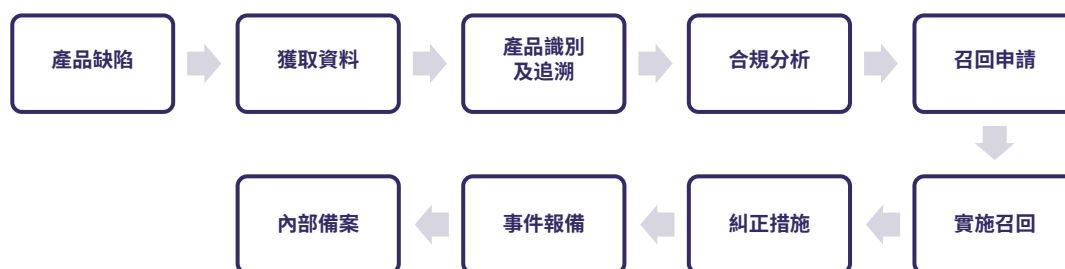 產品缺陷
獲取資料
產品識別
及追溯
合規分析
召回申請
實施召回
糾正措施
事件報備
內部備案